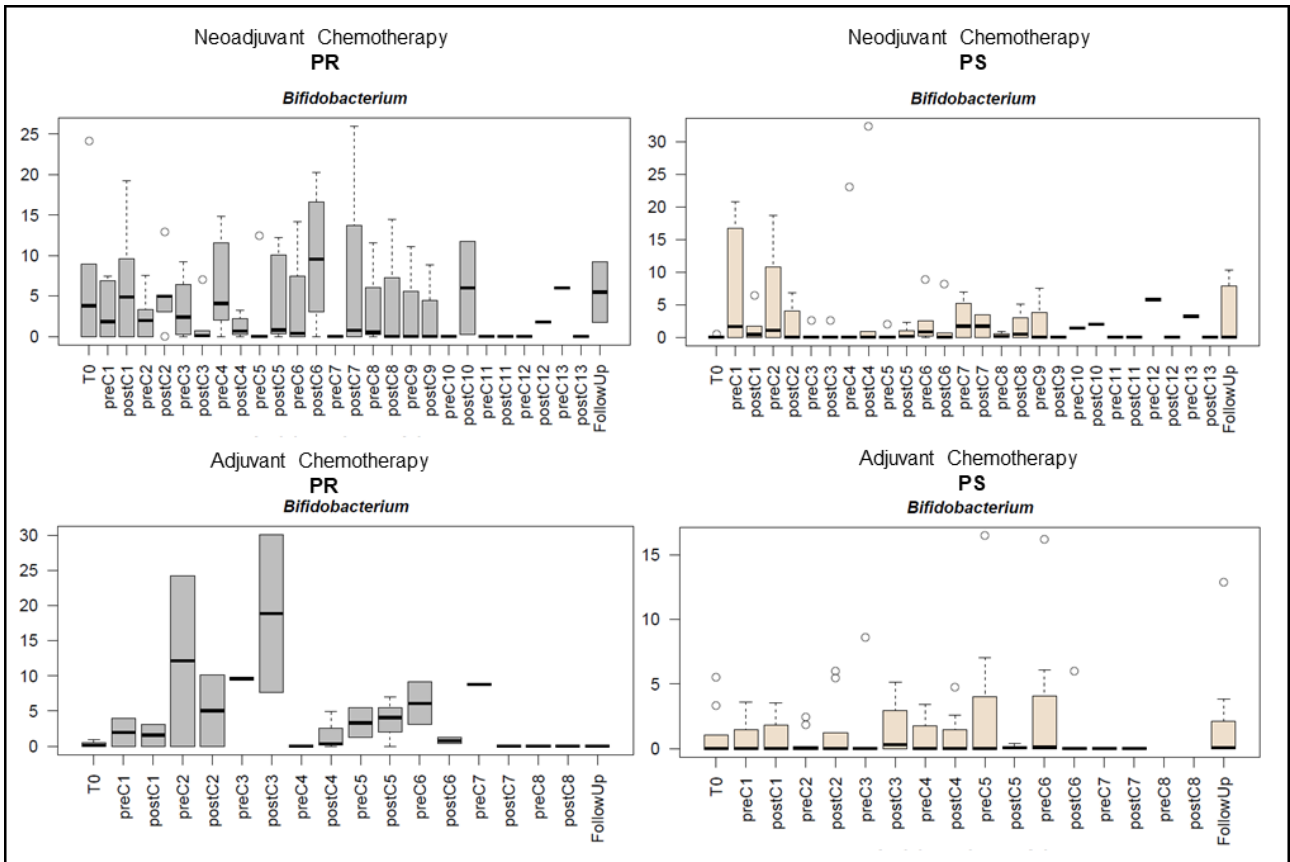 Neoadjuvant Chemotherapy
PR
Bifidobacterium
25
20
15
10
5
0
T0
preC1
postC1
preC2
postC2
preC3
postC3
preC4
postC4
preC5
postC5
preC6
postC6
preC7
postC7
preC8
postC8
preC9
postC9
preC10
postC10
preC11
postC11
preC12
postC12
preC13
postC13
FollowUp
Neodjuvant Chemotherapy
PS
Bifidobacterium
30
25
20
15
10
5
0
T0
preC1
postC1
preC2
postC2
preC3
postC3
preC4
postC4
preC5
postC5
preC6
postC6
preC7
postC7
preC8
postC8
preC9
postC9
preC10
postC10
preC11
postC11
preC12
postC12
preC13
postC13
FollowUp
Adjuvant Chemotherapy
PR
Bifidobacterium
30
25
20
15
10
5
0
T0
preC1
postC1
preC2
postC2
preC3
postC3
preC4
postC4
preC5
postC5
preC6
postC6
preC7
postC7
preC8
postC8
FollowUp
Adjuvant Chemotherapy
PS
Bifidobacterium
15
10
5
0
T0
preC1
postC1
preC2
postC2
preC3
postC3
preC4
postC4
preC5
postC5
preC6
postC6
preC7
postC7
preC8
postC8
FollowUp